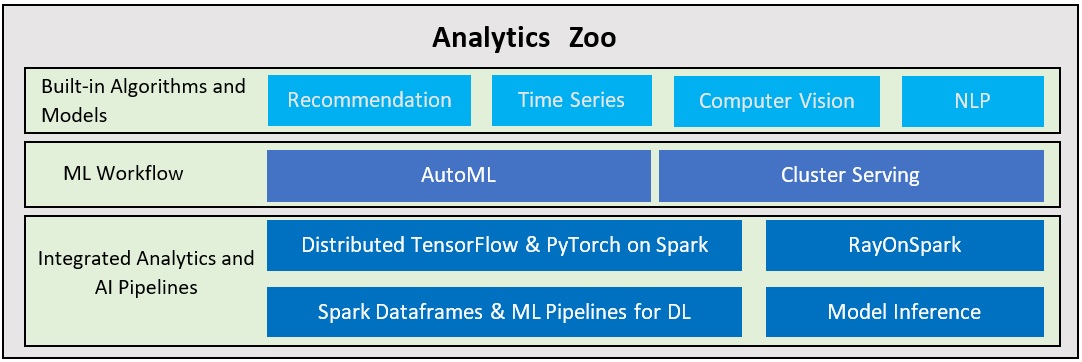 Analytics Zoo
Built-in Algorithms and
Models
Recommendation
Time Series
Computer Vision
NLP
ML Workflow
AutoML
Cluster Serving
Integrated Analytics and
AI Pipelines
Distributed TensorFlow & PyTorch on Spark
RayOnSpark
Spark Dataframes & ML Pipelines for DL
Model Inference